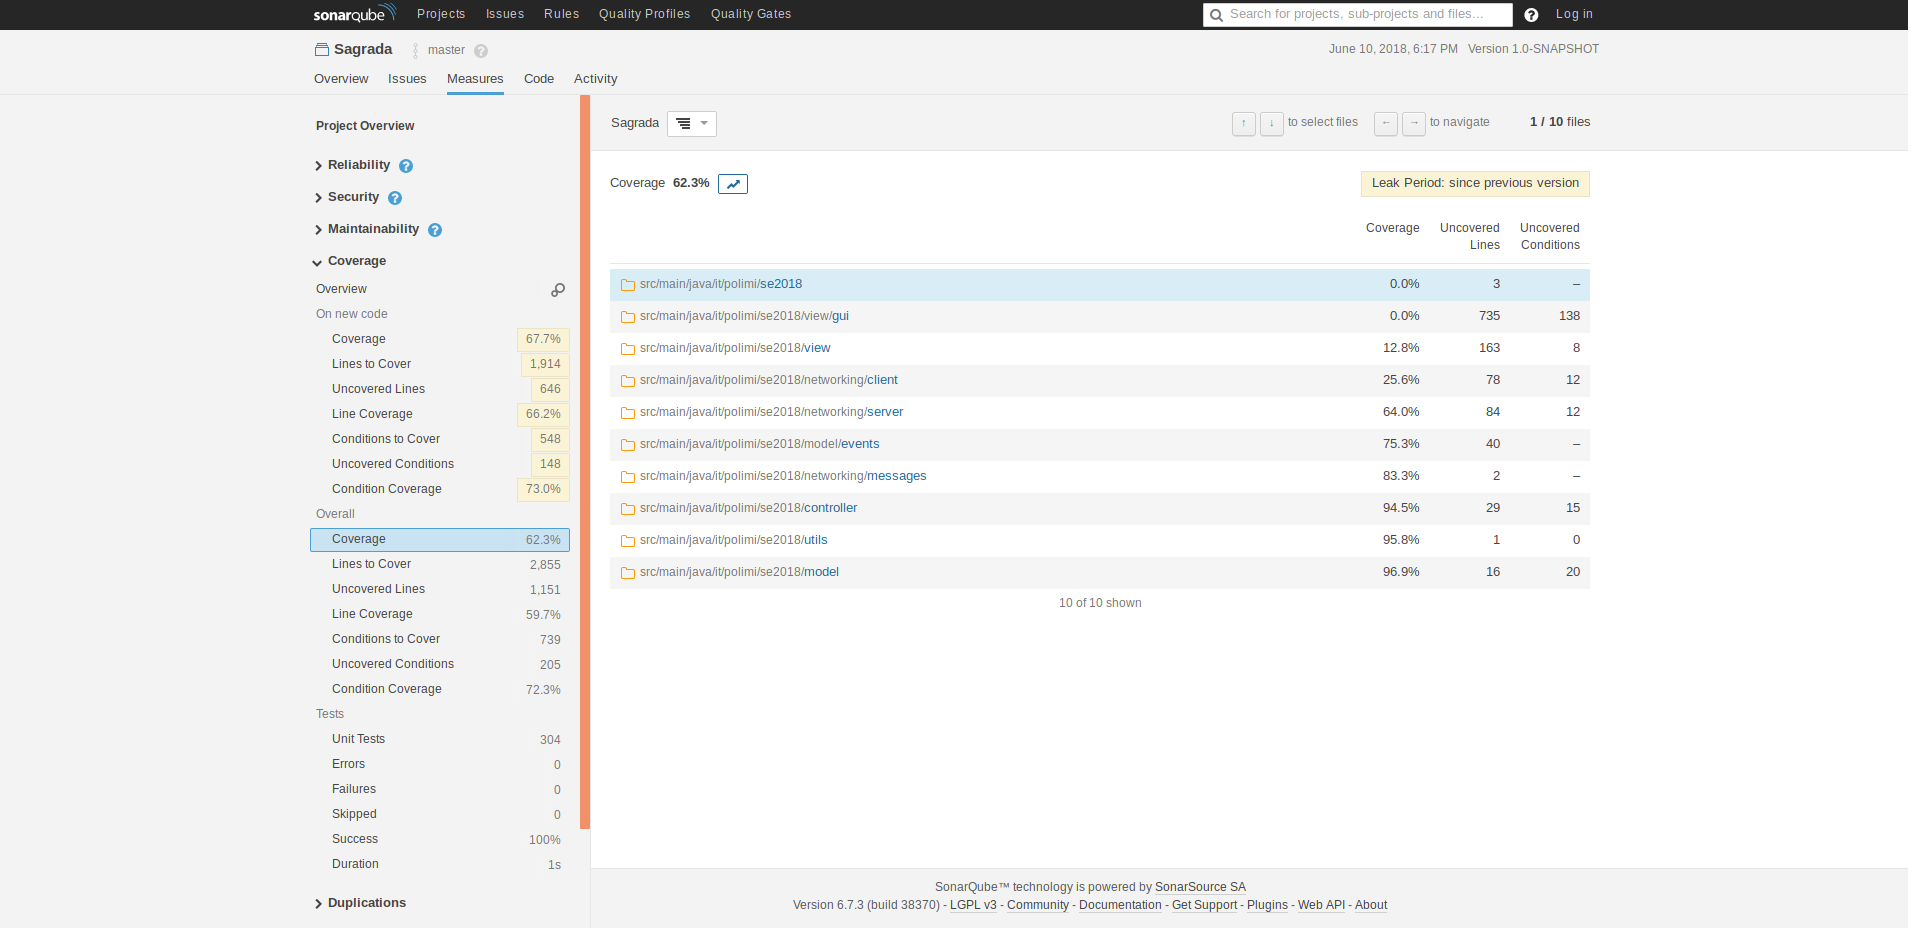 sonarqube Projects Issues Rules Quality Profiles Quality Gates Search for projects, sub-projects and files... ? Log in
Sagrada master ? June 10, 2018, 6:17 PM Version 1.0-SNAPSHOT
Overview Issues Measures Code Activity
Project Overview
Reliability ?
Security ?
Maintainability ?
Coverage
Overview
On new code
Coverage 67.7%
Lines to Cover 1,914
Uncovered Lines 646
Line Coverage 66.2%
Conditions to Cover 548
Uncovered Conditions 148
Condition Coverage 73.0%
Overall
Coverage 62.3%
Lines to Cover 2,855
Uncovered Lines 1,151
Line Coverage 59.7%
Conditions to Cover 739
Uncovered Conditions 205
Condition Coverage 72.3%
Tests
Unit Tests 304
Errors 0
Failures 0
Skipped 0
Success 100%
Duration 1s
Duplications
Sagrada ↑ ↓ to select files ← → to navigate 1 / 10 files
Coverage 62.3% Leak Period: since previous version
Coverage Uncovered Lines Uncovered Conditions
src/main/java/it/polimi/se2018 0.0% 3 –
src/main/java/it/polimi/se2018/view/gui 0.0% 735 138
src/main/java/it/polimi/se2018/view 12.8% 163 8
src/main/java/it/polimi/se2018/networking/client 25.6% 78 12
src/main/java/it/polimi/se2018/networking/server 64.0% 84 12
src/main/java/it/polimi/se2018/model/events 75.3% 40 –
src/main/java/it/polimi/se2018/networking/messages 83.3% 2 –
src/main/java/it/polimi/se2018/controller 94.5% 29 15
src/main/java/it/polimi/se2018/utils 95.8% 1 0
src/main/java/it/polimi/se2018/model 96.9% 16 20
10 of 10 shown
SonarQube™ technology is powered by SonarSource SA
Version 6.7.3 (build 38370) - LGPL v3 - Community - Documentation - Get Support - Plugins - Web API - About